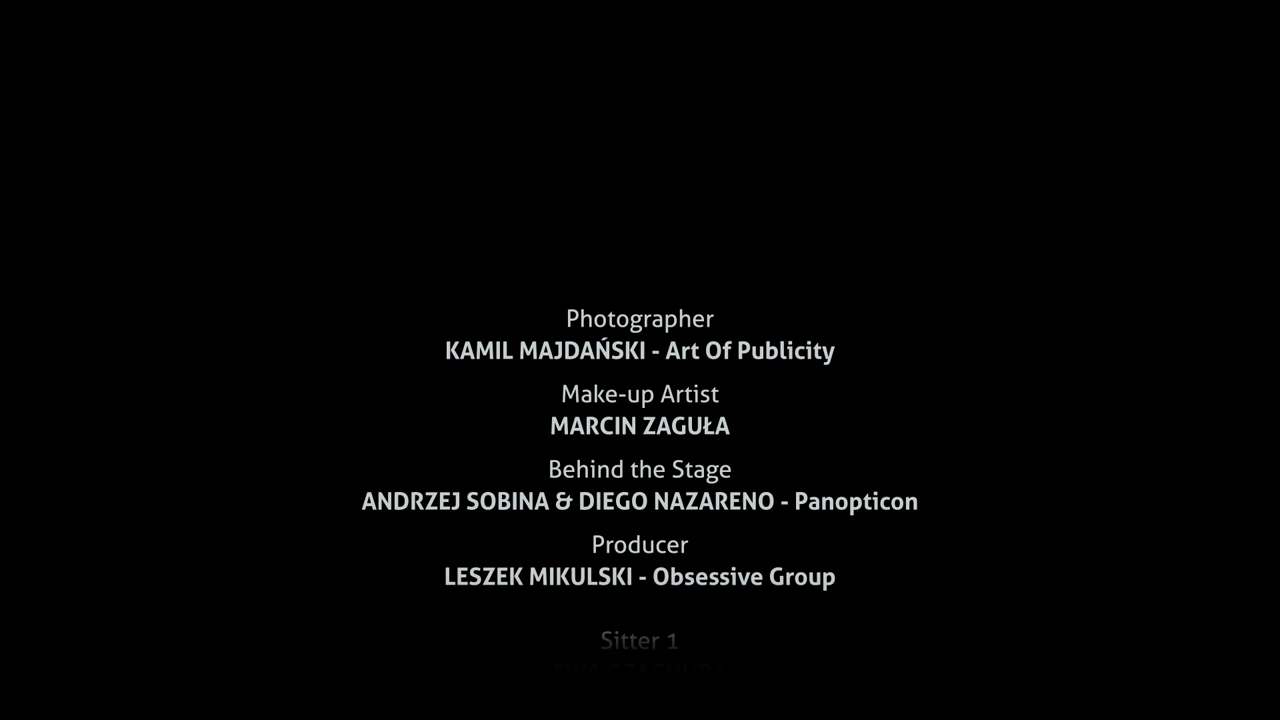 Photographer
KAMIL MAJDAŃSKI - Art Of Publicity
Make-up Artist
MARCIN ZAGUŁA
Behind the Stage
ANDRZEJ SOBINA & DIEGO NAZARENO - Panopticon
Producer
LESZEK MIKULSKI - Obsessive Group
Sitter 1